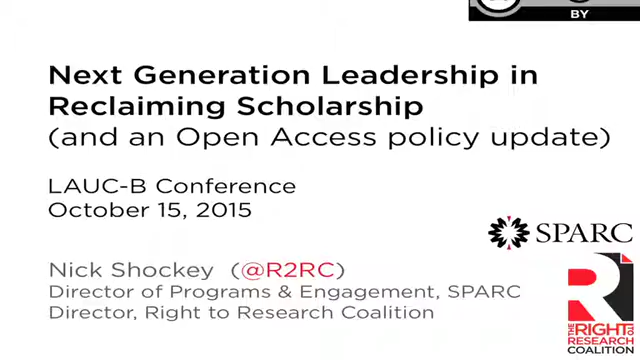 BY
Next Generation Leadership in
Reclaiming Scholarship
(and an Open Access policy update)
LAUC-B Conference
October 15, 2015
SPARC
Nick Shockey (@R2RC)
Director of Programs & Engagement, SPARC
Director, Right to Research Coalition
R
THE RIGHT TO
RESEARCH
COALITION